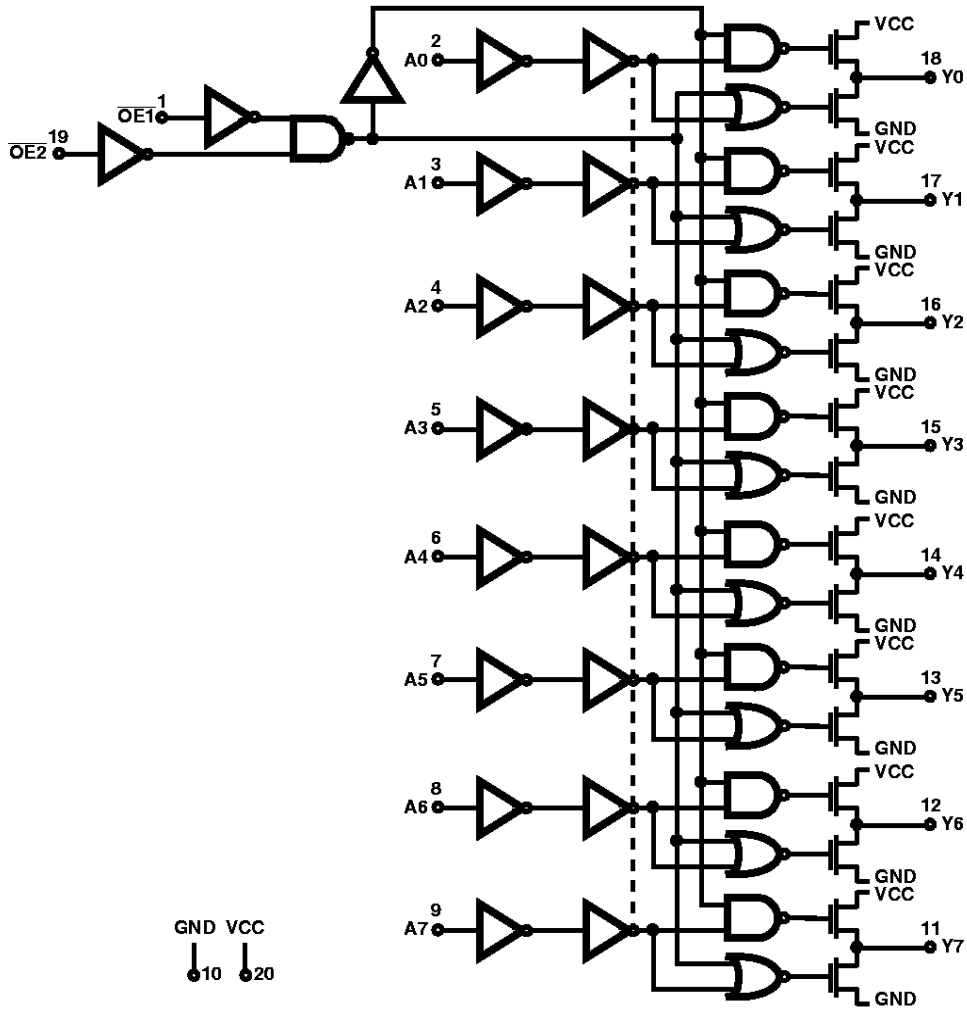 VCC
2
18
A0
Y0
1
OE1
19
OE2
GND
VCC
3
17
A1
Y1
GND
VCC
4
16
A2
Y2
GND
VCC
5
15
A3
Y3
GND
VCC
6
14
A4
Y4
GND
VCC
7
13
A5
Y5
GND
VCC
8
12
A6
Y6
GND
VCC
9
11
A7
Y7
GND VCC
10 20
GND